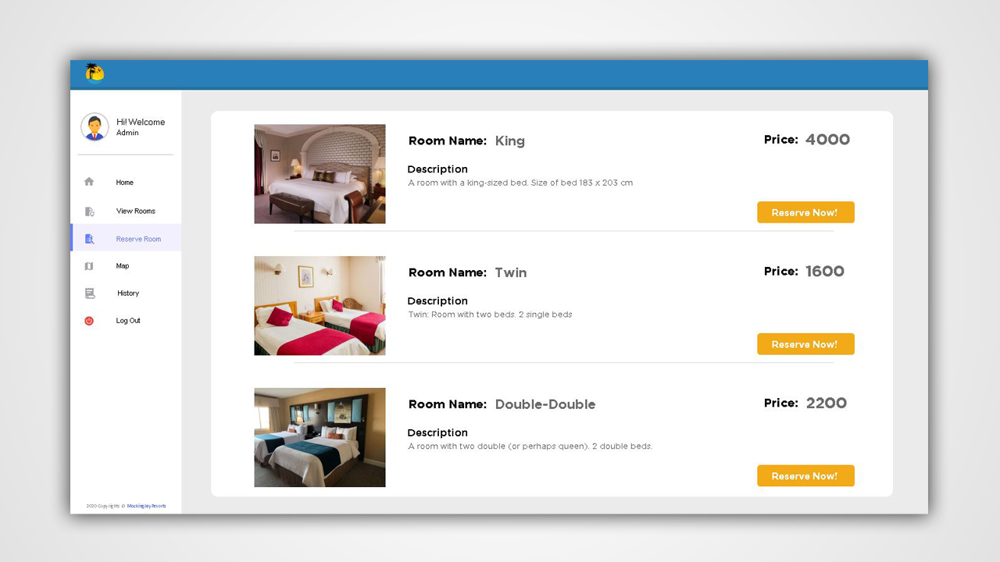 Hi! Welcome
Admin
Home
View Rooms
Reserve Room
Map
History
Log Out
2020 Copyrights © MockingJay Resorts
Room Name: King
Price: 4000
Description
A room with a king-sized bed. Size of bed 183 x 203 cm
Reserve Now!
Room Name: Twin
Price: 1600
Description
Twin: Room with two beds. 2 single beds
Reserve Now!
Room Name: Double-Double
Price: 2200
Description
A room with two double (or perhaps queen). 2 double beds.
Reserve Now!